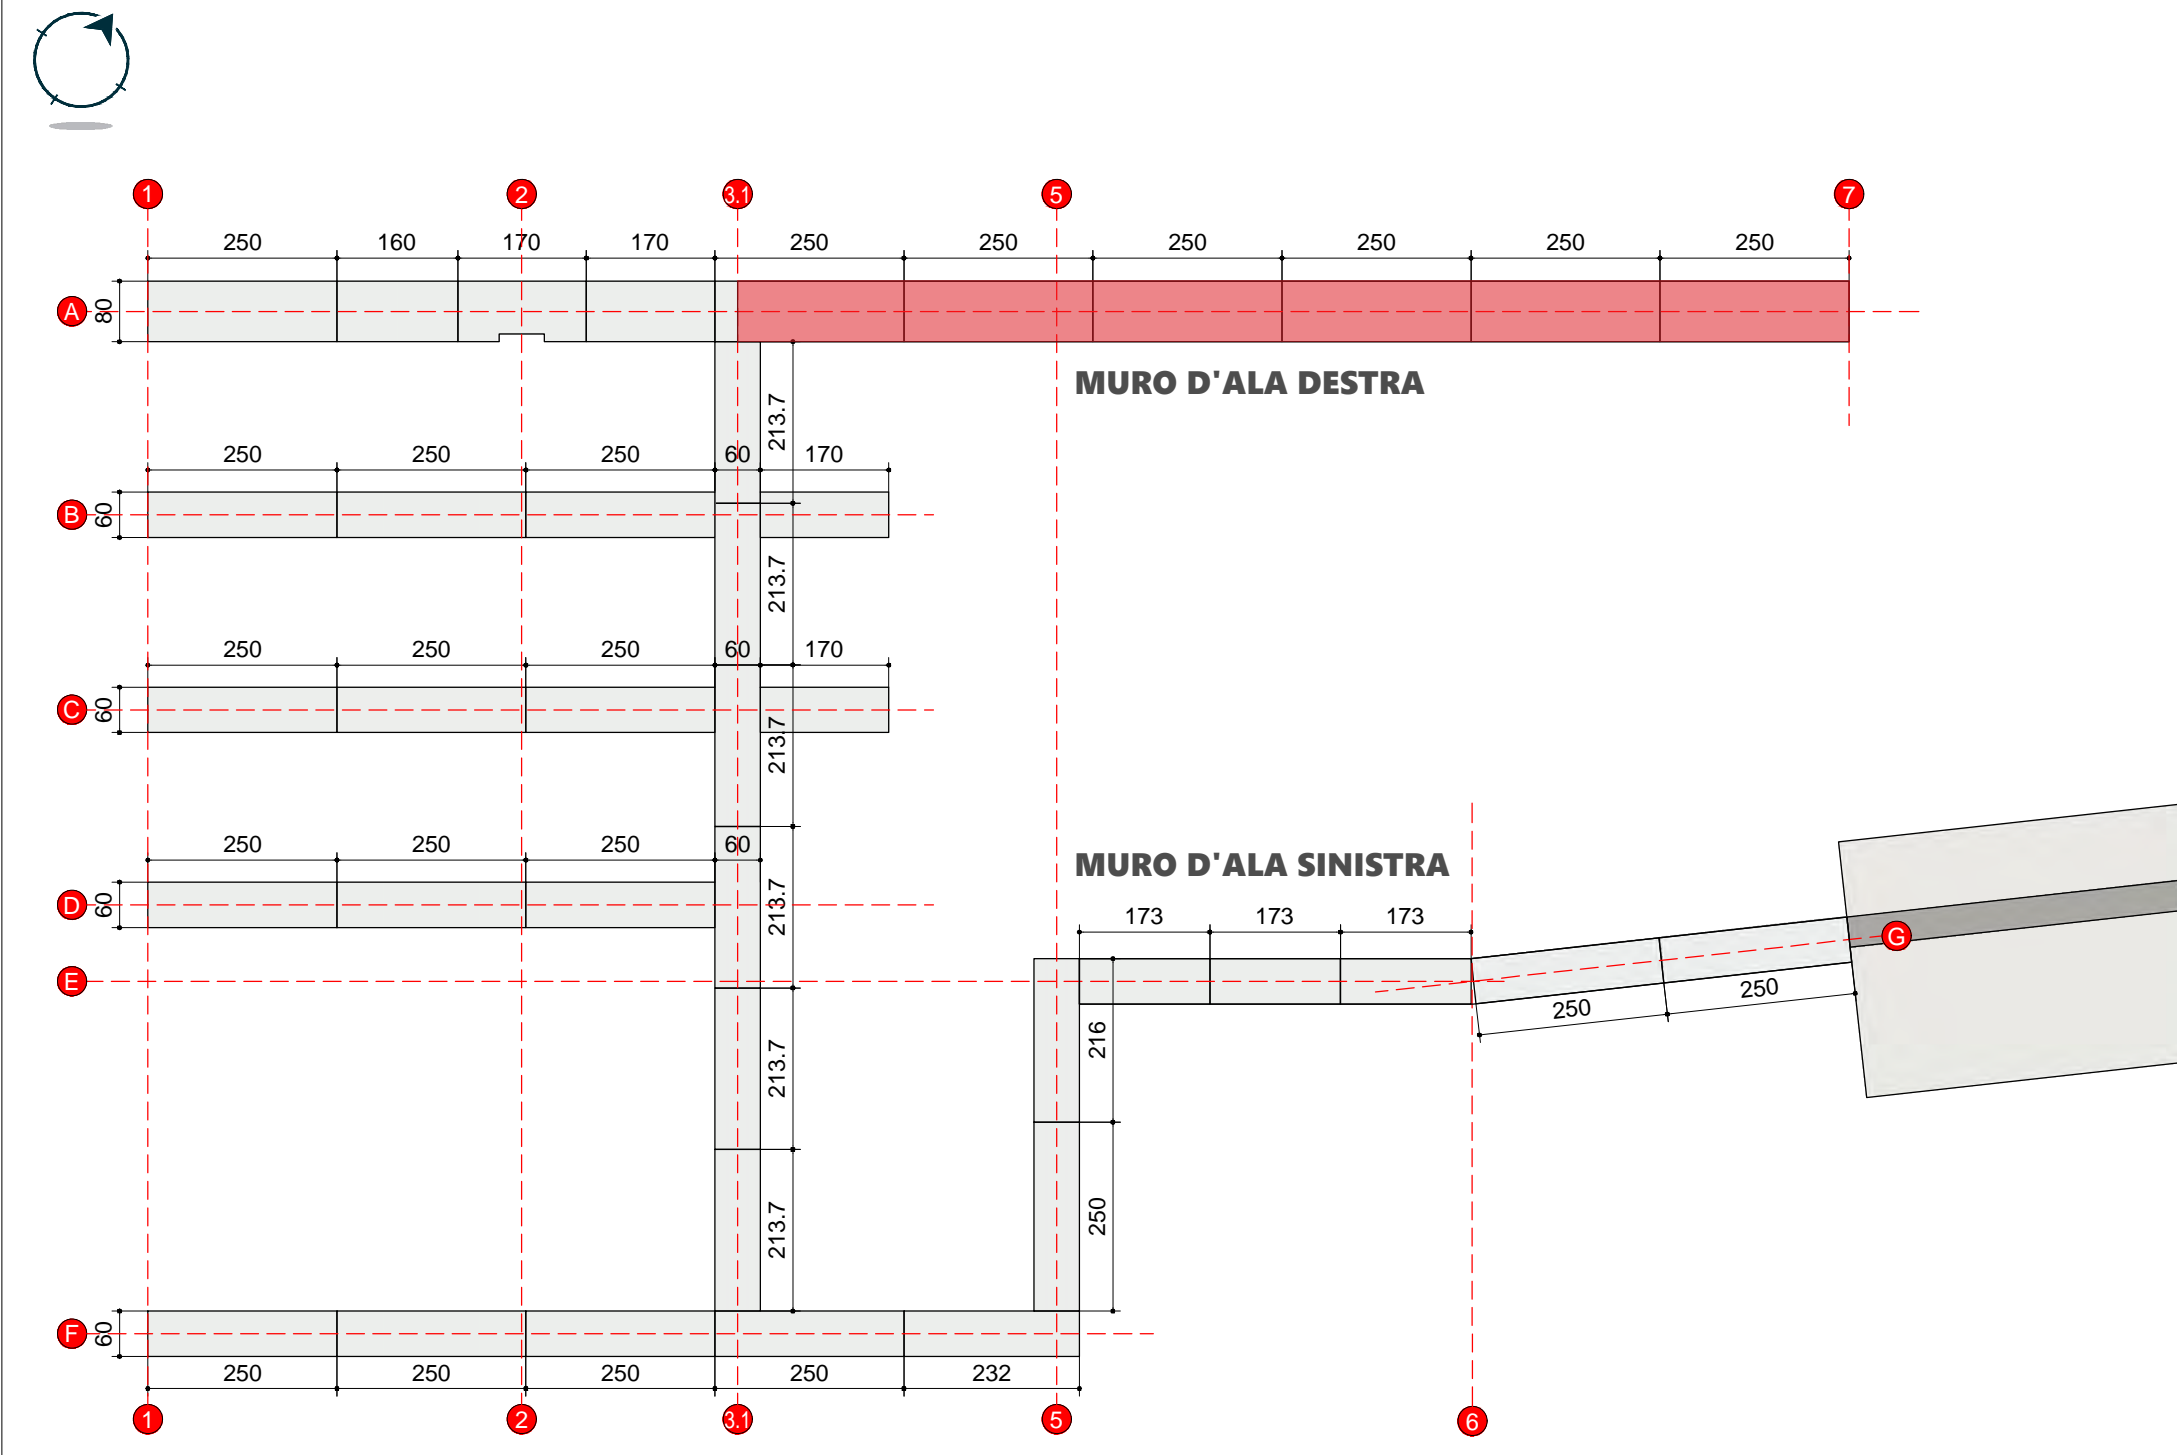 1 2 3.1 5 7
250 160 170 170 250 250 250 250 250 250
A 80
MURO D'ALA DESTRA
213.7
250 250 250 60 170
B 60
213.7
250 250 250 60 170
C 60
213.7
250 250 250 60
MURO D'ALA SINISTRA
D 60
213.7
173 173 173
G
E
250 250
216
213.7
250
213.7
F 60
250 250 250 250 232
1 2 3.1 5 6